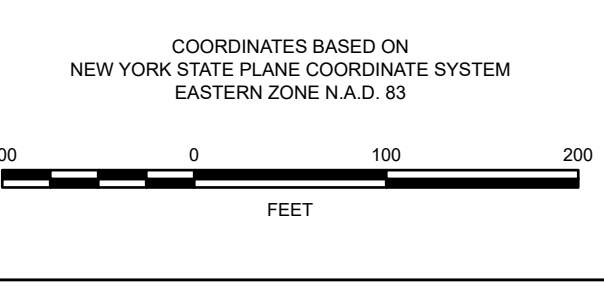 COORDINATES BASED ON
NEW YORK STATE PLANE COORDINATE SYSTEM
EASTERN ZONE N.A.D. 83
00 0 100 200
FEET